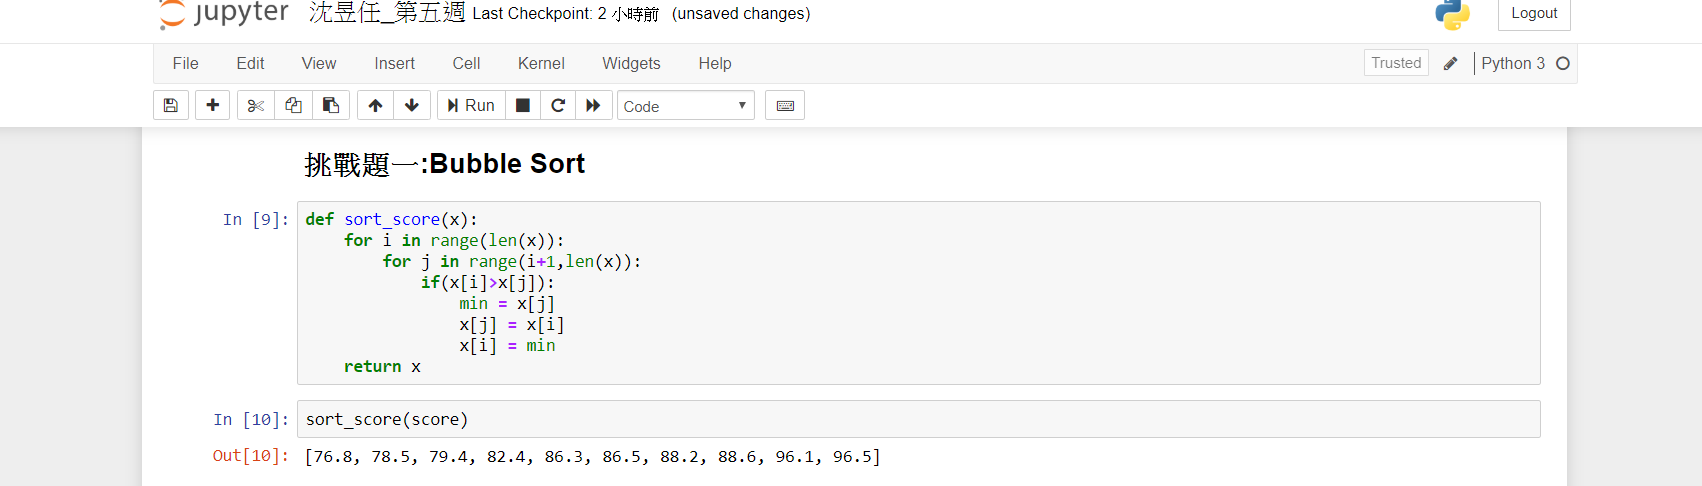 jupyter 沈昱任_第五週 Last Checkpoint: 2 小時前 (unsaved changes) Logout
File Edit View Insert Cell Kernel Widgets Help Trusted Python 3
Run Code
挑戰題一:Bubble Sort
In [9]: def sort_score(x):
    for i in range(len(x)):
        for j in range(i+1,len(x)):
            if(x[i]>x[j]):
                min = x[j]
                x[j] = x[i]
                x[i] = min
    return x
In [10]: sort_score(score)
Out[10]: [76.8, 78.5, 79.4, 82.4, 86.3, 86.5, 88.2, 88.6, 96.1, 96.5]